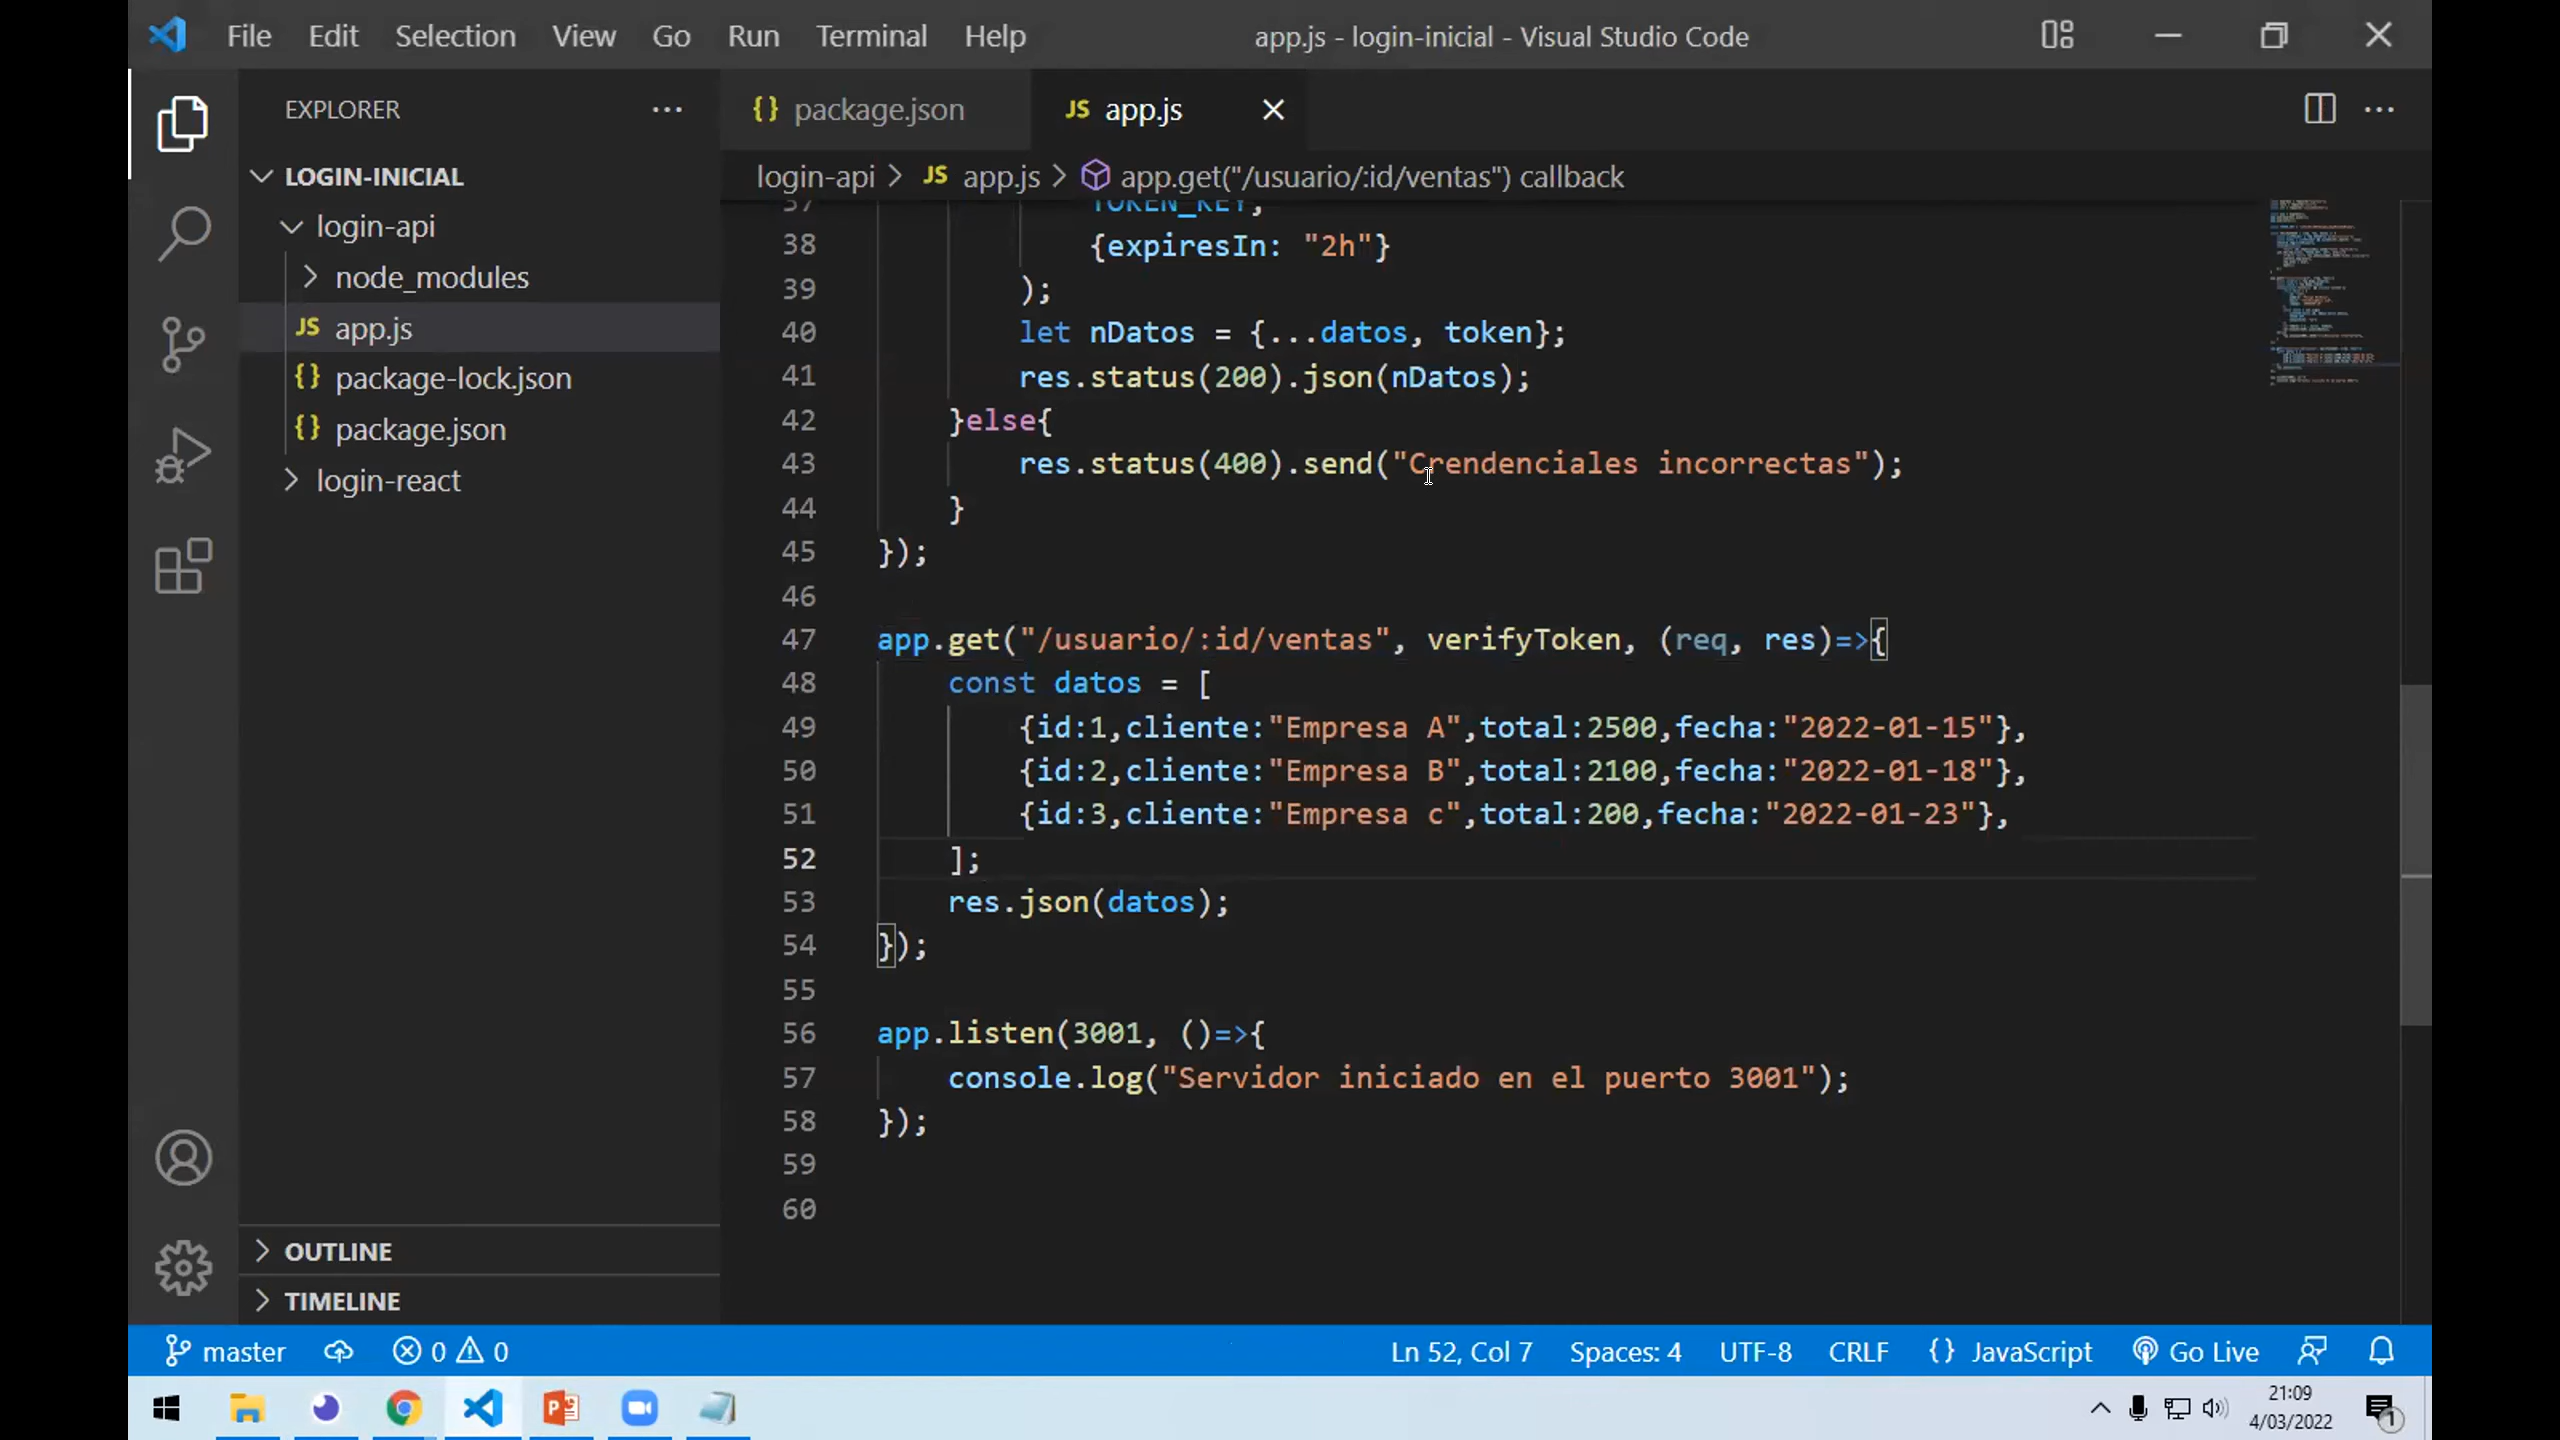 File Edit Selection View Go Run Terminal Help app.js - login-inicial - Visual Studio Code
EXPLORER ...
{} package.json JS app.js
LOGIN-INICIAL
login-api
node_modules
JS app.js
{} package-lock.json
{} package.json
login-react
OUTLINE
TIMELINE
login-api > JS app.js > app.get("/usuario/:id/ventas") callback
37 TOKEN_KEY,
38 {expiresIn: "2h"}
39 );
40 let nDatos = {...datos, token};
41 res.status(200).json(nDatos);
42 }else{
43 res.status(400).send("Crendenciales incorrectas");
44 }
45 });
46
47 app.get("/usuario/:id/ventas", verifyToken, (req, res)=>{
48 const datos = [
49 {id:1,cliente:"Empresa A",total:2500,fecha:"2022-01-15"},
50 {id:2,cliente:"Empresa B",total:2100,fecha:"2022-01-18"},
51 {id:3,cliente:"Empresa c",total:200,fecha:"2022-01-23"},
52 ];
53 res.json(datos);
54 });
55
56 app.listen(3001, ()=>{
57 console.log("Servidor iniciado en el puerto 3001");
58 });
59
60
master 0 0 Ln 52, Col 7 Spaces: 4 UTF-8 CRLF {} JavaScript Go Live
21:09
4/03/2022
1